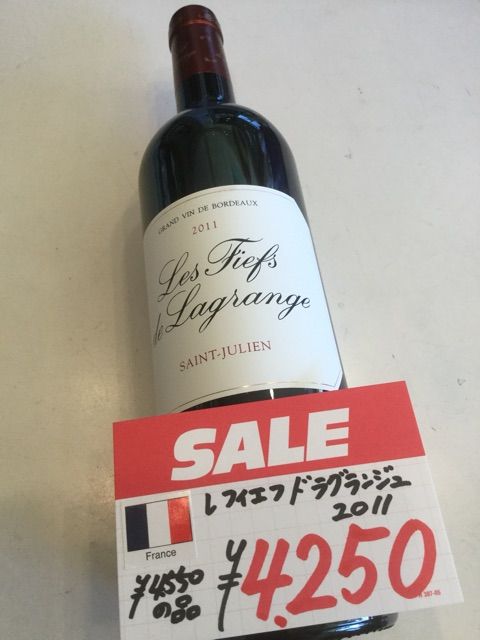 GRAND VIN DE BORDEAUX
2011
Les Fiefs
de Lagrange
SAINT-JULIEN
SALE
レフィエフ ドラグランジュ
2011
France
¥4550
の品
¥4.250